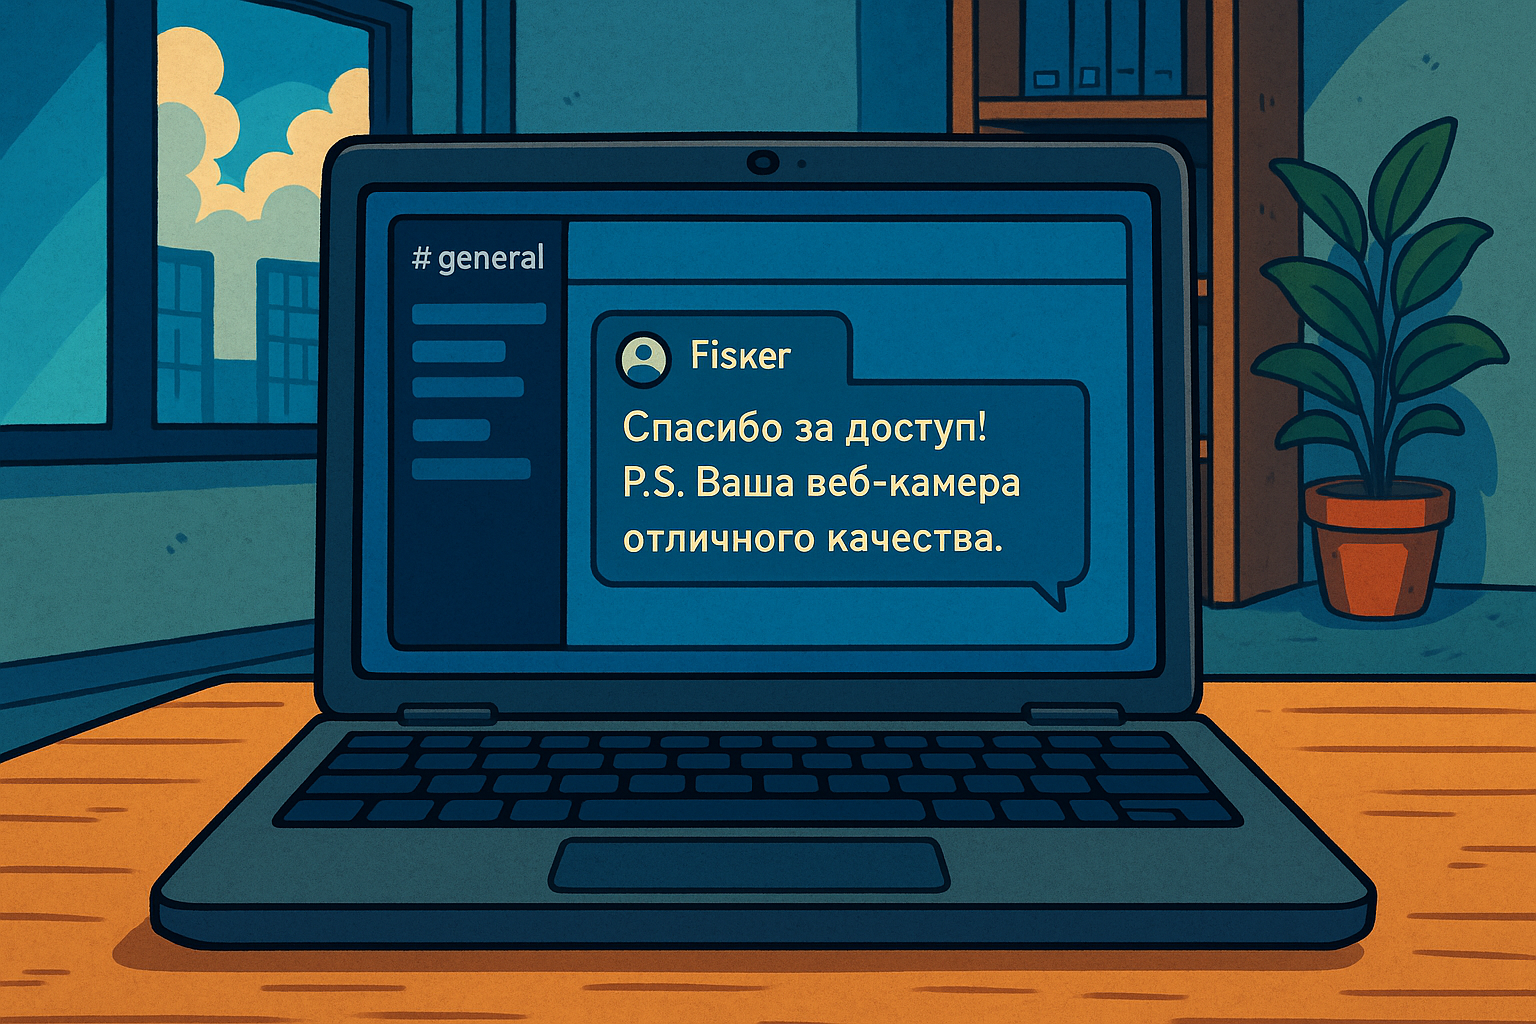 # general
Fisker
Спасибо за доступ!
P.S. Ваша веб-камера
отличного качества.